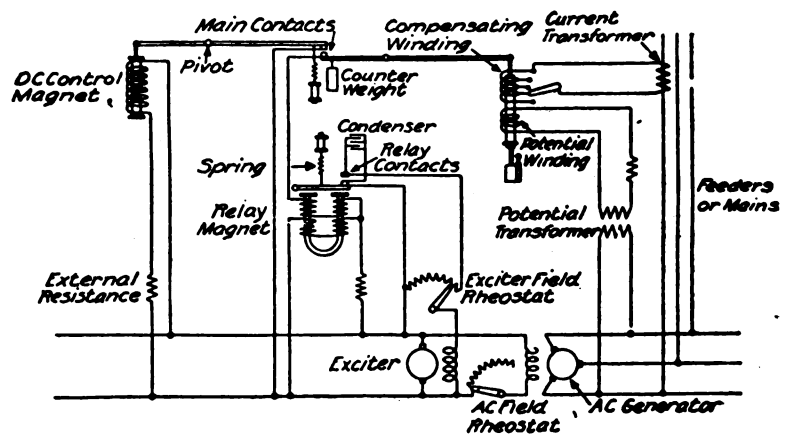 Main Contacts
Compensating
Winding
Current
Transformer
Pivot
DC Control
Magnet
Counter
Weight
Condenser
Relay
Contacts
Potential
Winding
Spring
Relay
Magnet
Feeders
or Mains
Potential
Transformer
External
Resistance
Exciter Field
Rheostat
Exciter
AC Field
Rheostat
AC Generator